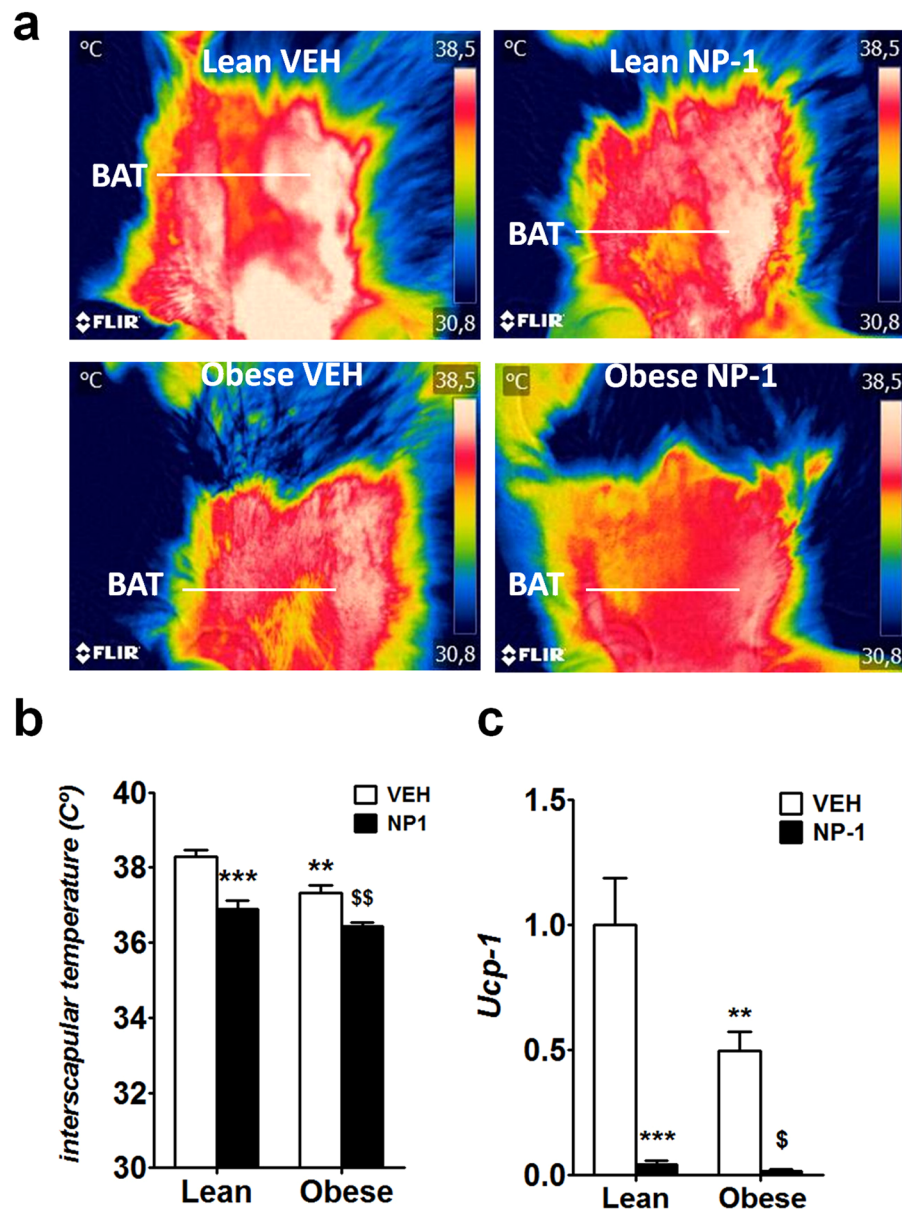 a
°C
Lean VEH
38,5
BAT
FLIR
30,8
Lean NP-1
38,5
BAT
FLIR
30,8
°C
Obese VEH
38,5
BAT
FLIR
30,8
°C
Obese NP-1
38,5
BAT
FLIR
30,8
b
interscapular temperature (Cº)
40
38
36
34
32
30
VEH
NP1
***
**
$$
Lean
Obese
c
Ucp-1
1.5
1.0
0.5
0.0
VEH
NP-1
***
**
$
Lean
Obese